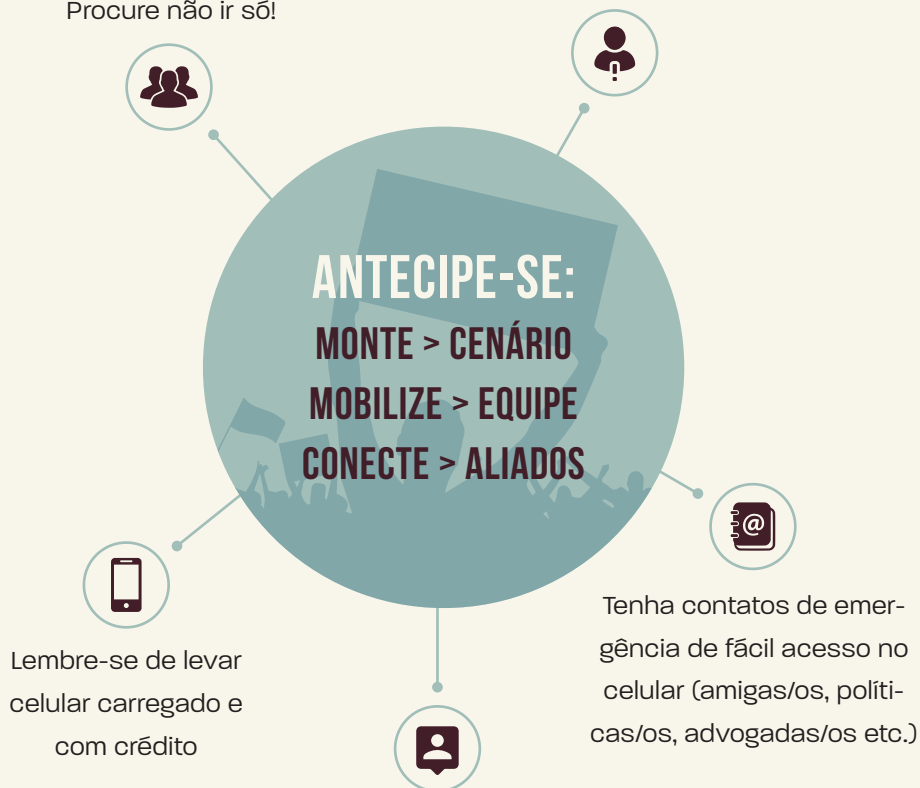 Procure não ir só!
ANTECIPE-SE:
MONTE > CENÁRIO
MOBILIZE > EQUIPE
CONECTE > ALIADOS
Lembre-se de levar
celular carregado e
com crédito
Tenha contatos de emer-
gência de fácil acesso no
celular (amigas/os, políti-
cas/os, advogadas/os etc.)